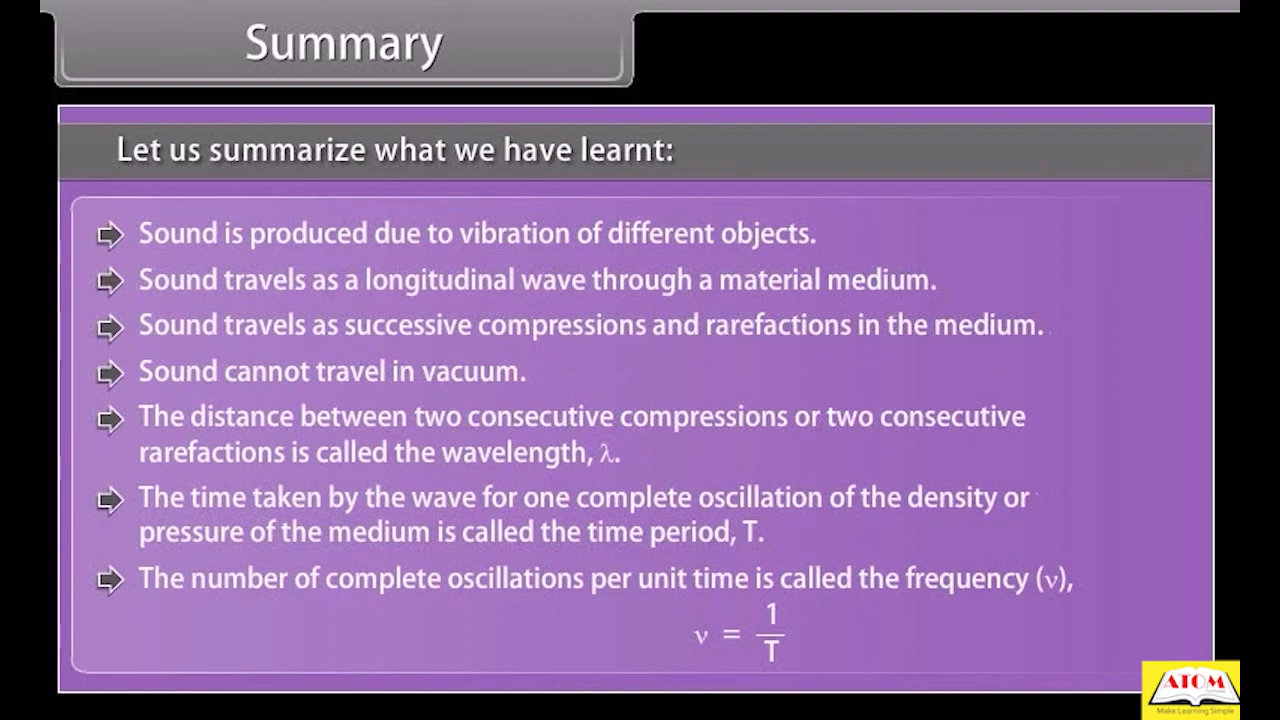 Summary
Let us summarize what we have learnt:
Sound is produced due to vibration of different objects.
Sound travels as a longitudinal wave through a material medium.
Sound travels as successive compressions and rarefactions in the medium.
Sound cannot travel in vacuum.
The distance between two consecutive compressions or two consecutive
rarefactions is called the wavelength, λ.
The time taken by the wave for one complete oscillation of the density or
pressure of the medium is called the time period, T.
The number of complete oscillations per unit time is called the frequency (ν),
ν = 1/T
ATOM
Make Learning Simple